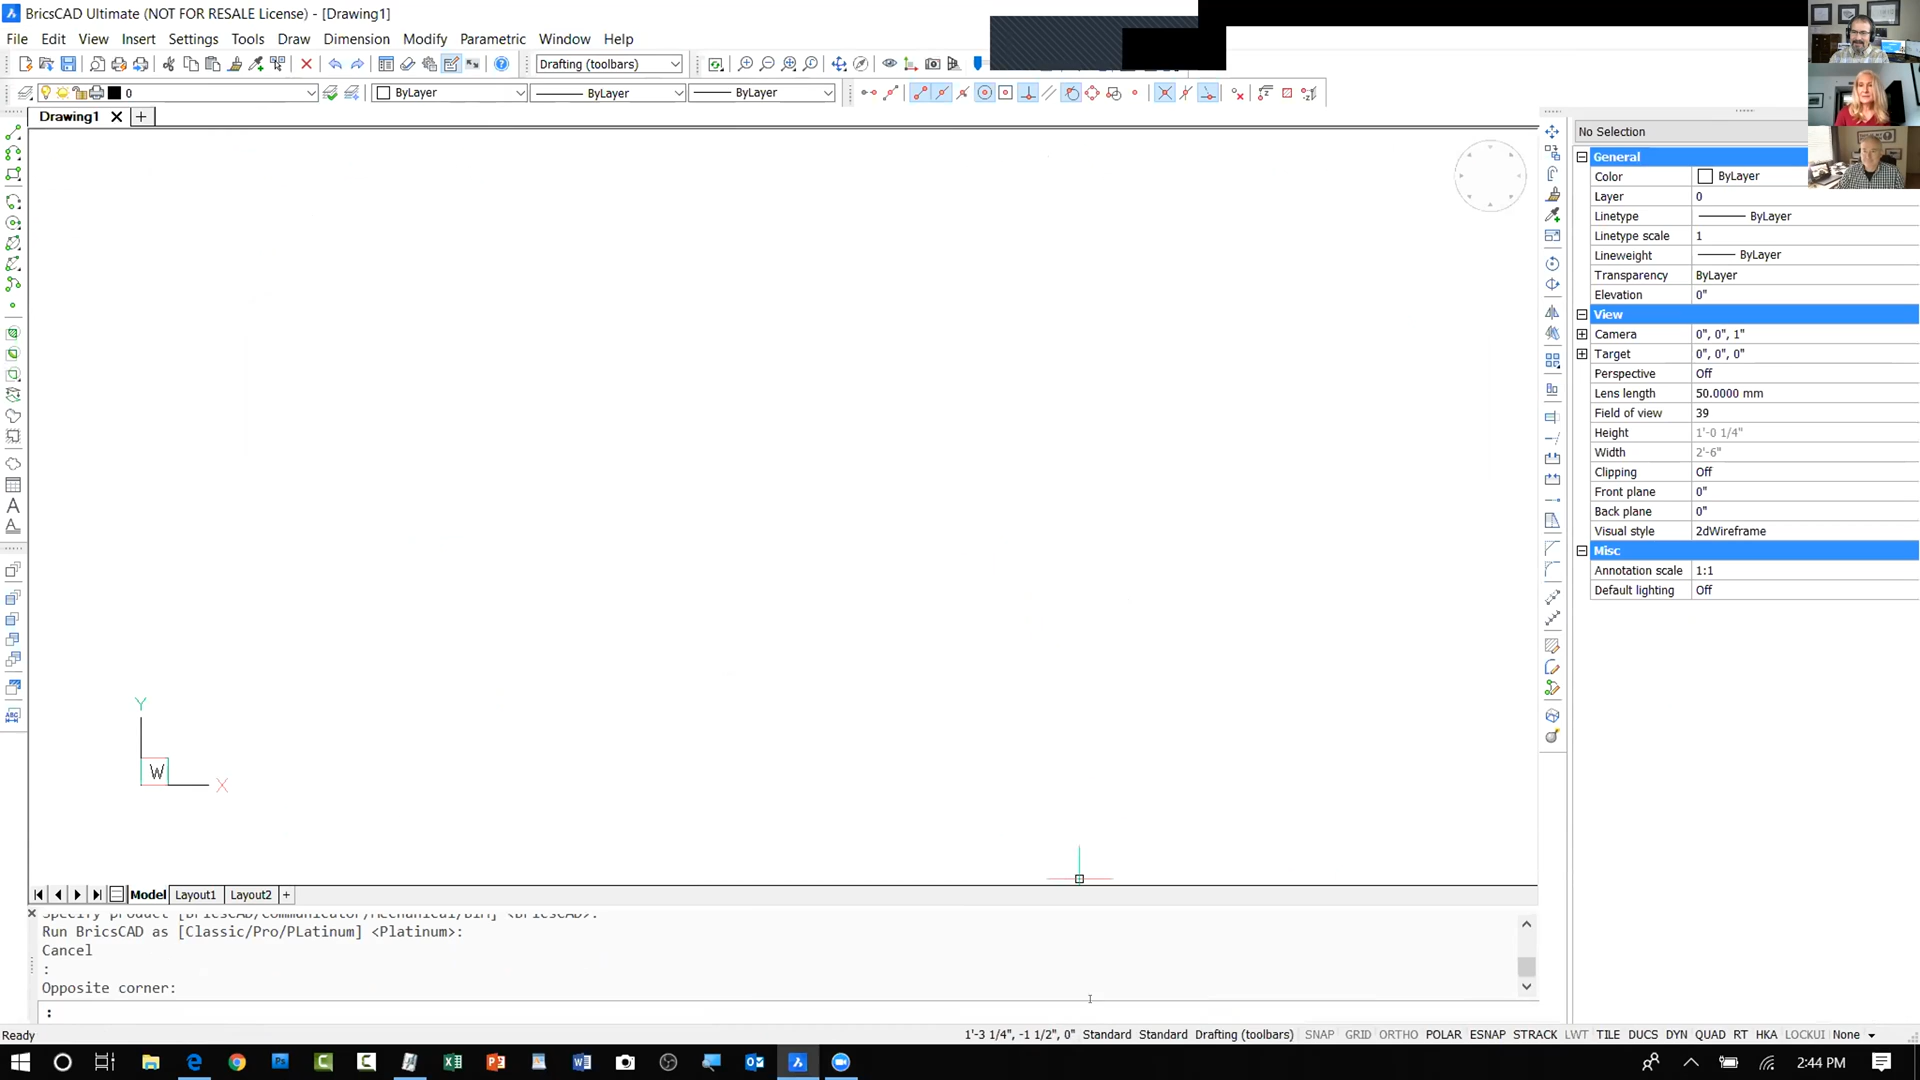 BricsCAD Ultimate (NOT FOR RESALE License) - [Drawing1]
File Edit View Insert Settings Tools Draw Dimension Modify Parametric Window Help
Drafting (toolbars)
0 ByLayer ByLayer ByLayer
Drawing1
No Selection
General
Color ByLayer
Layer 0
Linetype ByLayer
Linetype scale 1
Lineweight ByLayer
Transparency ByLayer
Elevation 0"
View
Camera 0", 0", 1"
Target 0", 0", 0"
Perspective Off
Lens length 50.0000 mm
Field of view 39
Height 1'-0 1/4"
Width 2'-6"
Clipping Off
Front plane 0"
Back plane 0"
Visual style 2dWireframe
Misc
Annotation scale 1:1
Default lighting Off
Y
W
X
Model Layout1 Layout2 +
Specify product [BricsCAD/Communicator/Mechanical/BIM] <BricsCAD>:
Run BricsCAD as [Classic/Pro/PLatinum] <Platinum>:
Cancel
:
Opposite corner:
:
Ready 1'-3 1/4", -1 1/2", 0" Standard Standard Drafting (toolbars) SNAP GRID ORTHO POLAR ESNAP STRACK LWT TILE DUCS DYN QUAD RT HKA LOCKUI None
2:44 PM